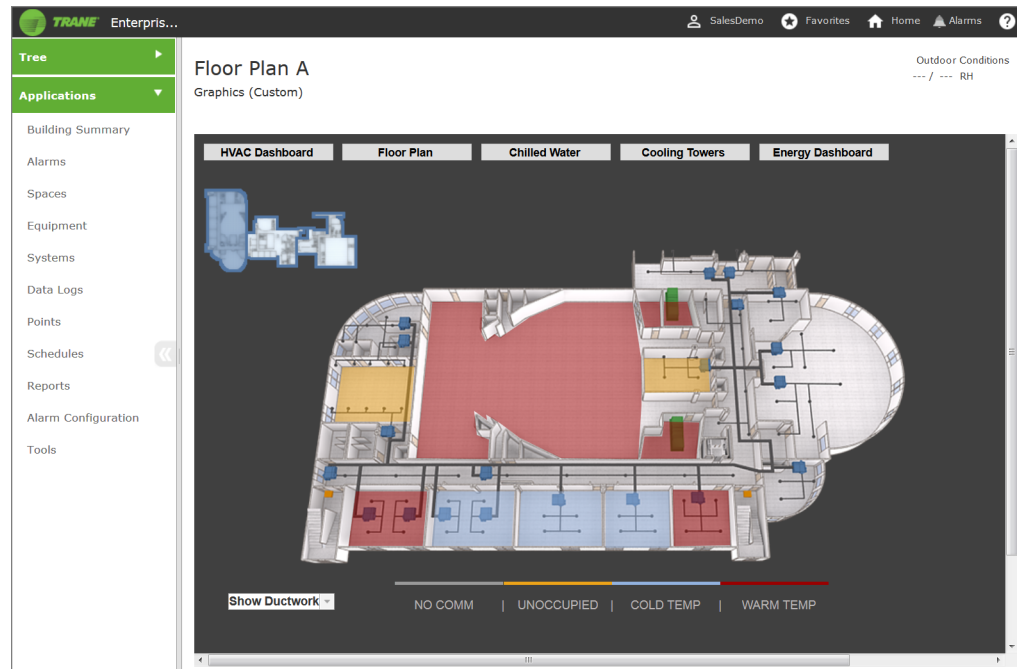 TRANE Enterpris...
SalesDemo Favorites Home Alarms ?
Tree
Applications
Building Summary
Alarms
Spaces
Equipment
Systems
Data Logs
Points
Schedules
Reports
Alarm Configuration
Tools
Floor Plan A
Graphics (Custom)
Outdoor Conditions
--- / --- RH
HVAC Dashboard Floor Plan Chilled Water Cooling Towers Energy Dashboard
Show Ductwork
NO COMM | UNOCCUPIED | COLD TEMP | WARM TEMP